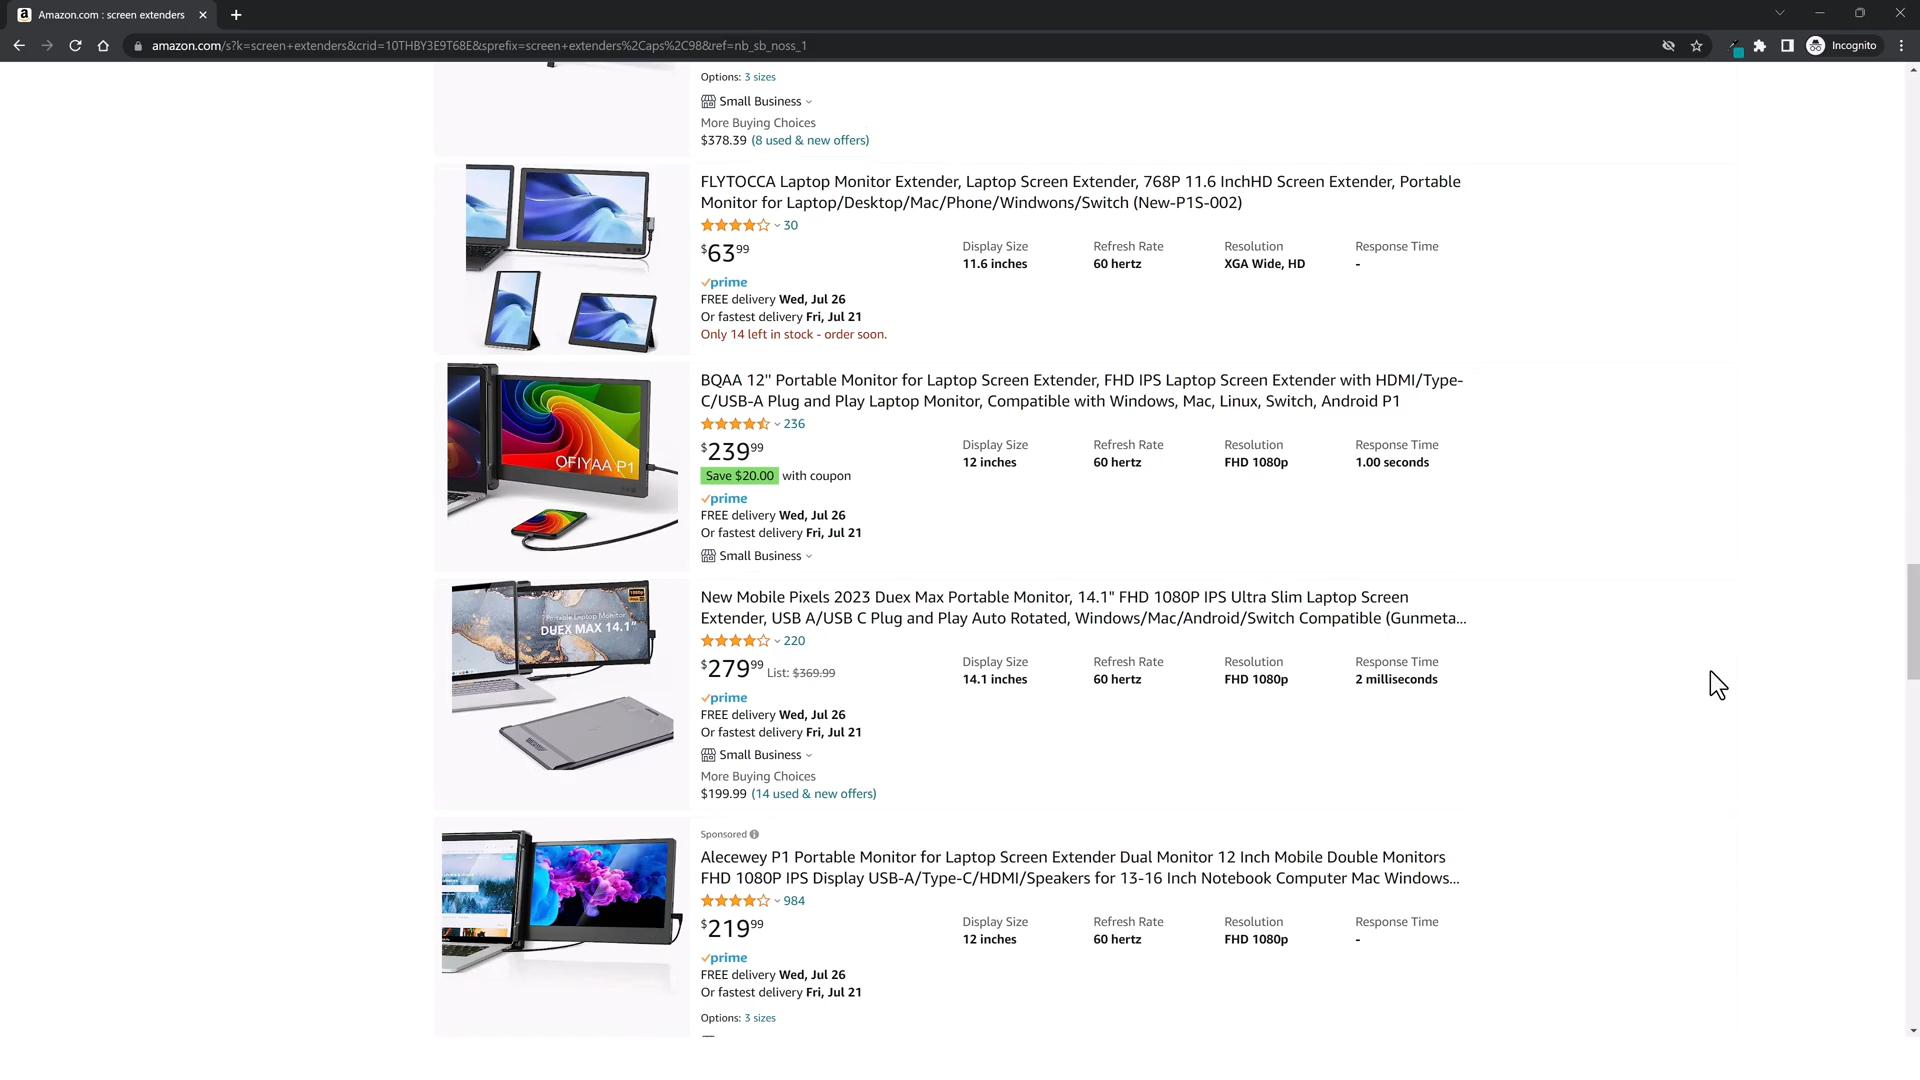 Amazon.com : screen extenders
amazon.com/s?k=screen+extenders&crid=10THBY3E9T68E&sprefix=screen+extenders%2Caps%2C98&ref=nb_sb_noss_1
Incognito
Options: 3 sizes
Small Business
More Buying Choices
$378.39 (8 used & new offers)
FLYTOCCA Laptop Monitor Extender, Laptop Screen Extender, 768P 11.6 InchHD Screen Extender, Portable
Monitor for Laptop/Desktop/Mac/Phone/Windwons/Switch (New-P1S-002)
30
$63 99
Display Size Refresh Rate Resolution Response Time
11.6 inches 60 hertz XGA Wide, HD -
prime
FREE delivery Wed, Jul 26
Or fastest delivery Fri, Jul 21
Only 14 left in stock - order soon.
OFIYAA P1
BQAA 12" Portable Monitor for Laptop Screen Extender, FHD IPS Laptop Screen Extender with HDMI/Type-
C/USB-A Plug and Play Laptop Monitor, Compatible with Windows, Mac, Linux, Switch, Android P1
236
$239 99
Display Size Refresh Rate Resolution Response Time
12 inches 60 hertz FHD 1080p 1.00 seconds
Save $20.00 with coupon
prime
FREE delivery Wed, Jul 26
Or fastest delivery Fri, Jul 21
Small Business
Portable Laptop Monitor
DUEX MAX 14.1"
New Mobile Pixels 2023 Duex Max Portable Monitor, 14.1" FHD 1080P IPS Ultra Slim Laptop Screen
Extender, USB A/USB C Plug and Play Auto Rotated, Windows/Mac/Android/Switch Compatible (Gunmeta...
220
$279 99 List: $369.99
Display Size Refresh Rate Resolution Response Time
14.1 inches 60 hertz FHD 1080p 2 milliseconds
prime
FREE delivery Wed, Jul 26
Or fastest delivery Fri, Jul 21
Small Business
More Buying Choices
$199.99 (14 used & new offers)
Sponsored
Alecewey P1 Portable Monitor for Laptop Screen Extender Dual Monitor 12 Inch Mobile Double Monitors
FHD 1080P IPS Display USB-A/Type-C/HDMI/Speakers for 13-16 Inch Notebook Computer Mac Windows...
984
$219 99
Display Size Refresh Rate Resolution Response Time
12 inches 60 hertz FHD 1080p -
prime
FREE delivery Wed, Jul 26
Or fastest delivery Fri, Jul 21
Options: 3 sizes